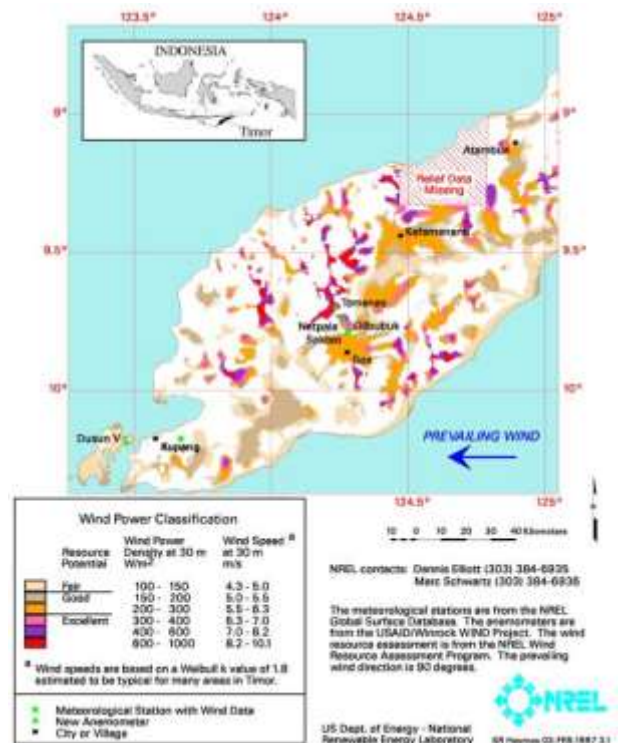 123.5°
124°
124.5°
125°
INDONESIA
Timor
9°
9°
Atambua
Relief Data
Missing
Kefamenanu
9.5°
9.5°
Netpala
Soe
10°
10°
Dusun V
Kupang
PREVAILING WIND
124.5°
125°
Wind Power Classification
Resource
Potential
Wind Power
Density at 30 m
W/m²
Wind Speed a
at 30 m
m/s
Fair 100 - 150 4.3 - 5.0
Good 150 - 200 5.0 - 5.5
200 - 300 5.5 - 6.3
Excellent 300 - 400 6.3 - 7.0
400 - 600 7.0 - 8.2
600 - 1000 8.2 - 10.1
a Wind speeds are based on a Weibull k value of 1.8
estimated to be typical for many areas in Timor.
Meteorological Station with Wind Data
New Anemometer
City or Village
10 0 10 20 30 40 Kilometers
NREL contacts: Dennis Elliott (303) 384-6935
Marc Schwartz (303) 384-6936
The meteorological stations are from the NREL
Global Surface Database. The anemometers are
from the USAID/Winrock WIND Project. The wind
resource assessment is from the NREL Wind
Resource Assessment Program. The prevailing
wind direction is 90 degrees.
NREL
US Dept. of Energy - National
Renewable Energy Laboratory